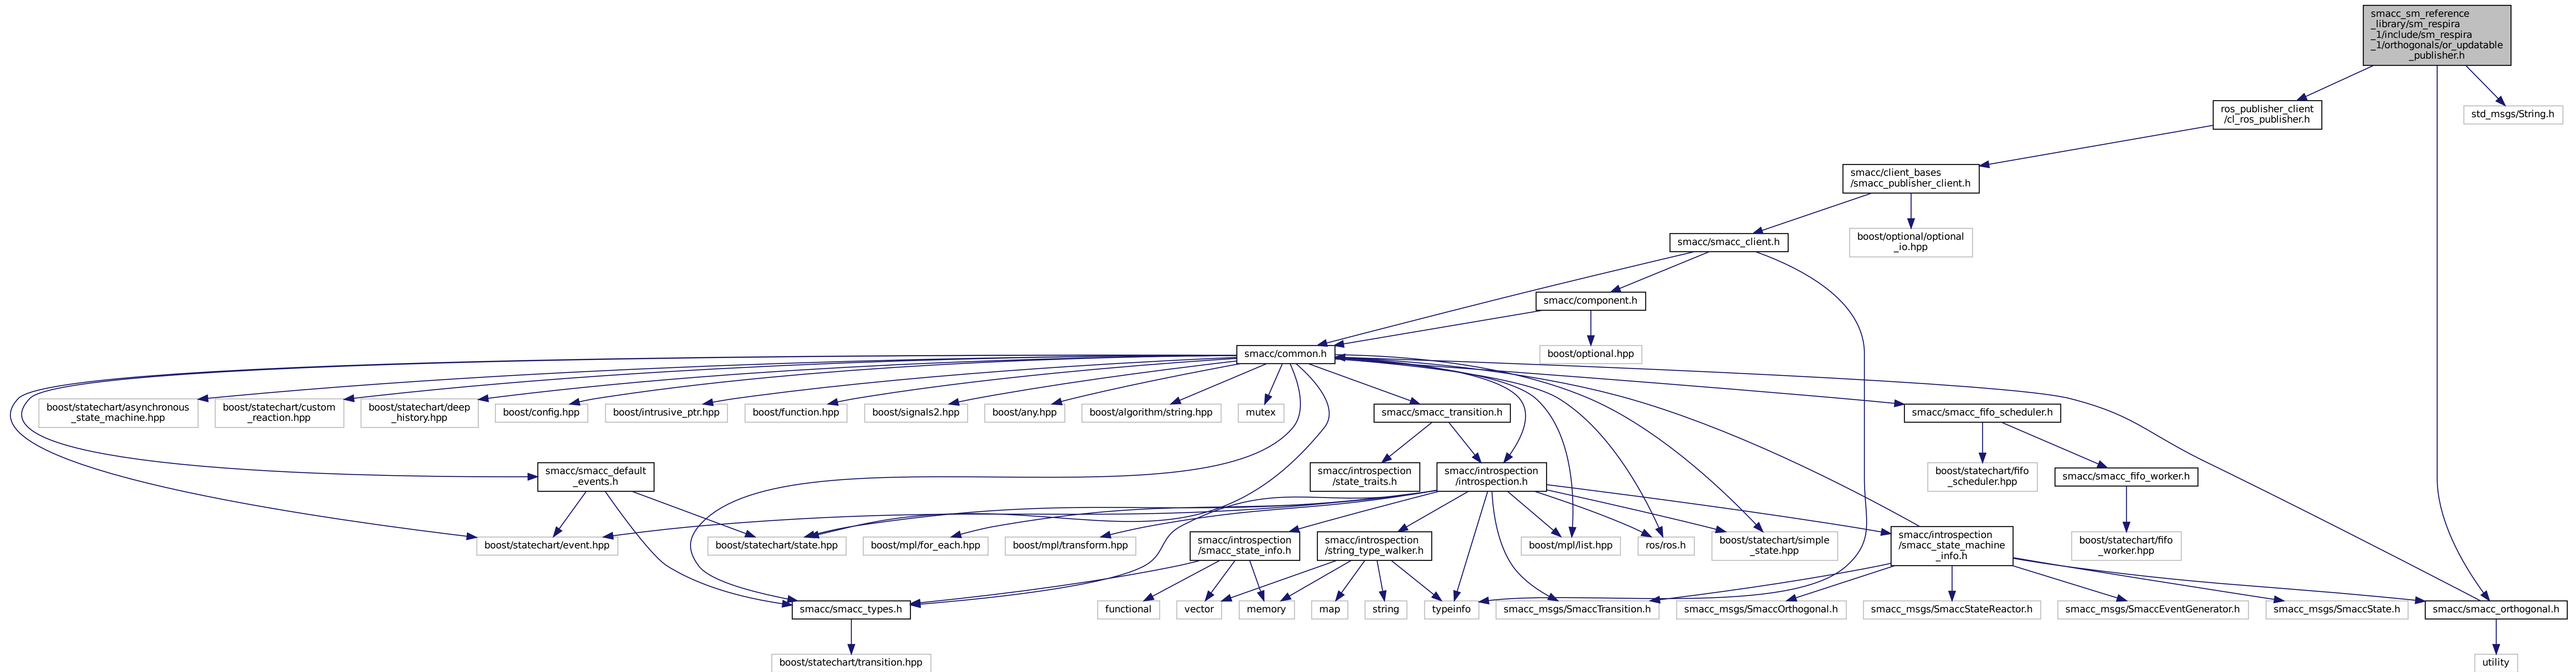 smacc_sm_reference
_library/sm_respira
_1/include/sm_respira
_1/orthogonals/or_updatable
_publisher.h
ros_publisher_client
/cl_ros_publisher.h
std_msgs/String.h
smacc/client_bases
/smacc_publisher_client.h
smacc/smacc_client.h
boost/optional/optional
_io.hpp
smacc/component.h
smacc/common.h
boost/optional.hpp
boost/statechart/asynchronous
_state_machine.hpp
boost/statechart/custom
_reaction.hpp
boost/statechart/deep
_history.hpp
boost/config.hpp
boost/intrusive_ptr.hpp
boost/function.hpp
boost/signals2.hpp
boost/any.hpp
boost/algorithm/string.hpp
mutex
smacc/smacc_transition.h
smacc/smacc_fifo_scheduler.h
smacc/smacc_default
_events.h
smacc/introspection
/state_traits.h
smacc/introspection
/introspection.h
boost/statechart/fifo
_scheduler.hpp
smacc/smacc_fifo_worker.h
boost/statechart/event.hpp
boost/statechart/state.hpp
boost/mpl/for_each.hpp
boost/mpl/transform.hpp
smacc/introspection
/smacc_state_info.h
smacc/introspection
/string_type_walker.h
boost/mpl/list.hpp
ros/ros.h
boost/statechart/simple
_state.hpp
smacc/introspection
/smacc_state_machine
_info.h
boost/statechart/fifo
_worker.hpp
smacc/smacc_types.h
functional
vector
memory
map
string
typeinfo
smacc_msgs/SmaccTransition.h
smacc_msgs/SmaccOrthogonal.h
smacc_msgs/SmaccStateReactor.h
smacc_msgs/SmaccEventGenerator.h
smacc_msgs/SmaccState.h
smacc/smacc_orthogonal.h
boost/statechart/transition.hpp
utility